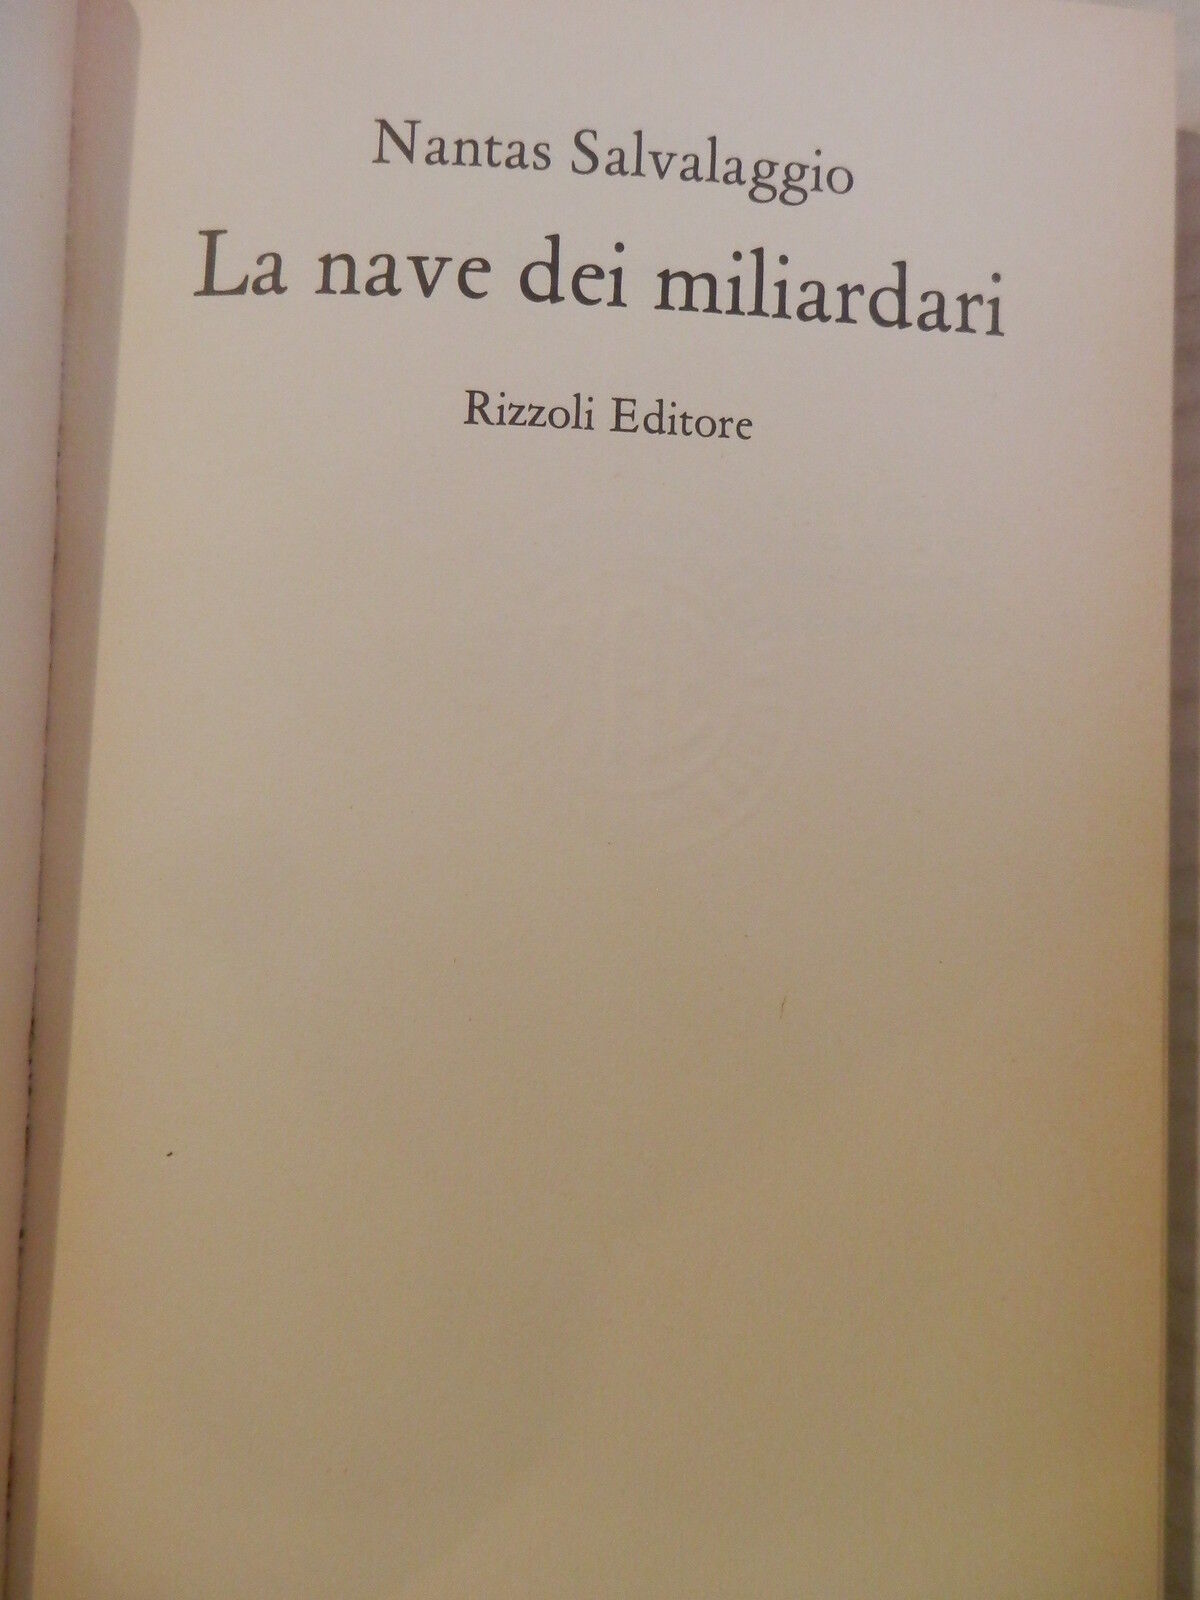 Nantas Salvalaggio
La nave dei miliardari
Rizzoli Editore